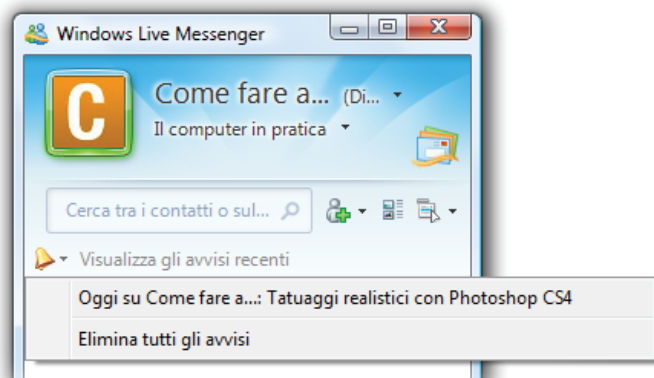 Windows Live Messenger
C
Come fare a... (Di...
Il computer in pratica
Cerca tra i contatti o sul...
Visualizza gli avvisi recenti
Oggi su Come fare a...: Tatuaggi realistici con Photoshop CS4
Elimina tutti gli avvisi